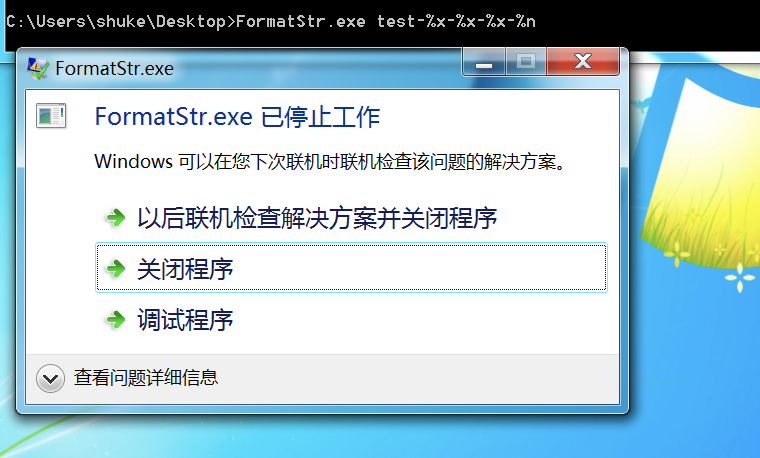 C:\Users\shuke\Desktop>FormatStr.exe test-%x-%x-%x-%n
FormatStr.exe
FormatStr.exe 已停止工作
Windows 可以在您下次联机时联机检查该问题的解决方案。
以后联机检查解决方案并关闭程序
关闭程序
调试程序
查看问题详细信息